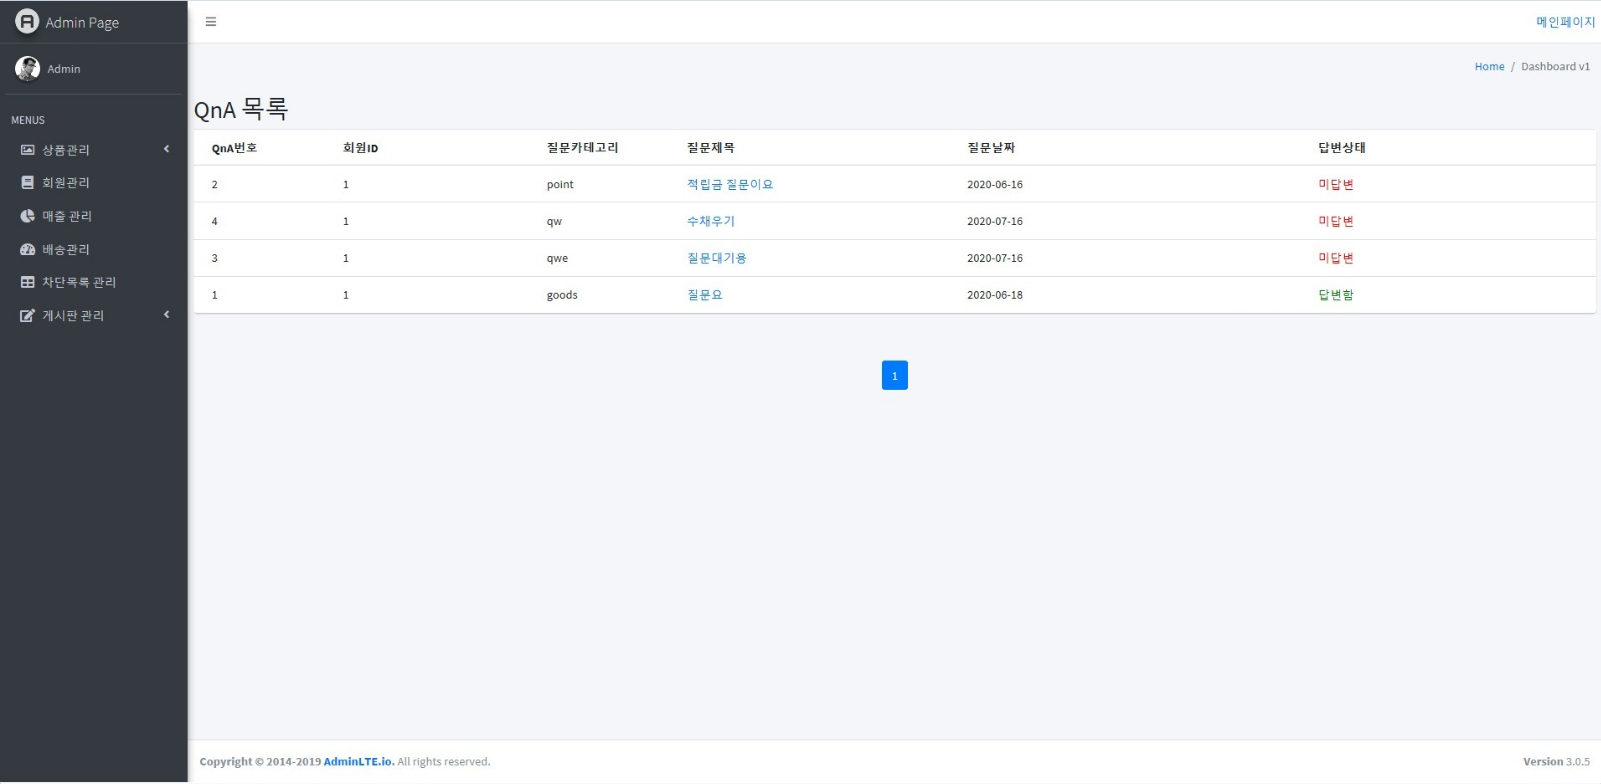 Admin Page
메인페이지
Admin
Home / Dashboard v1
QnA 목록
MENUS
상품관리
회원관리
매출 관리
배송관리
차단목록 관리
게시판 관리
QnA번호 회원ID 질문카테고리 질문제목 질문날짜 답변상태
2 1 point 적립금 질문이요 2020-06-16 미답변
4 1 qw 수채우기 2020-07-16 미답변
3 1 qwe 질문대기용 2020-07-16 미답변
1 1 goods 질문요 2020-06-18 답변함
1
Copyright © 2014-2019 AdminLTE.io. All rights reserved.
Version 3.0.5